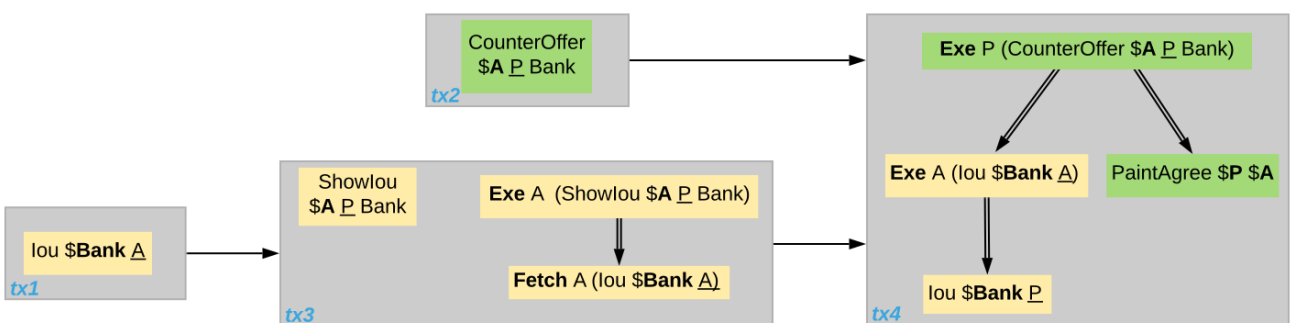 CounterOffer
$A P Bank
tx2
Exe P (CounterOffer $A P Bank)
Exe A (Iou $Bank A)
PaintAgree $P $A
Iou $Bank P
tx4
ShowIou
$A P Bank
Exe A (ShowIou $A P Bank)
Fetch A (Iou $Bank A)
tx3
Iou $Bank A
tx1